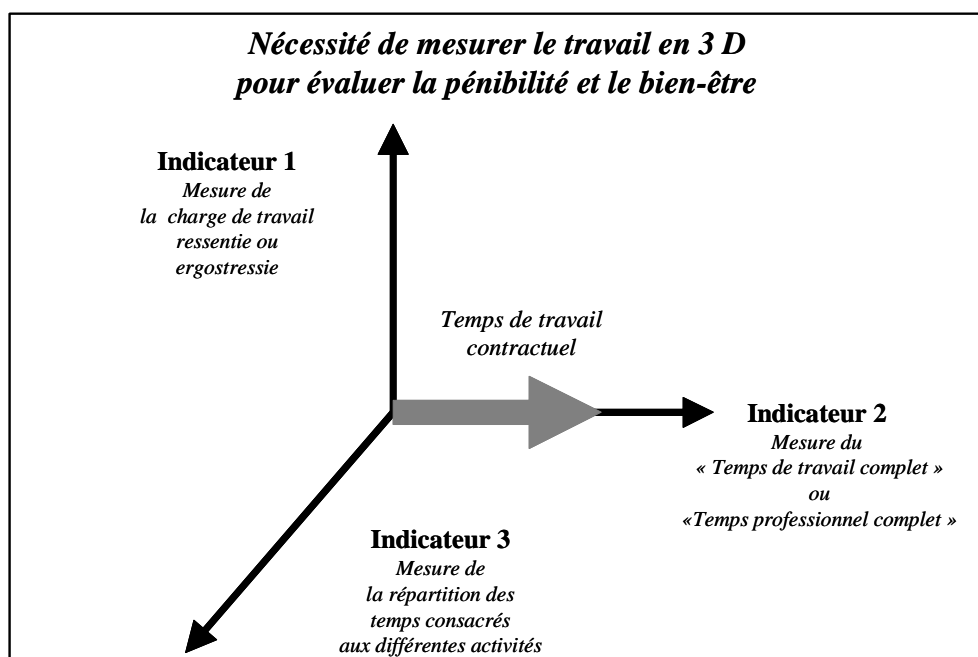 Nécessité de mesurer le travail en 3 D
pour évaluer la pénibilité et le bien-être
Indicateur 1
Mesure de
la charge de travail
ressentie ou
ergostressie
Temps de travail
contractuel
Indicateur 2
Mesure du
« Temps de travail complet »
ou
«Temps professionnel complet »
Indicateur 3
Mesure de
la répartition des
temps consacrés
aux différentes activités